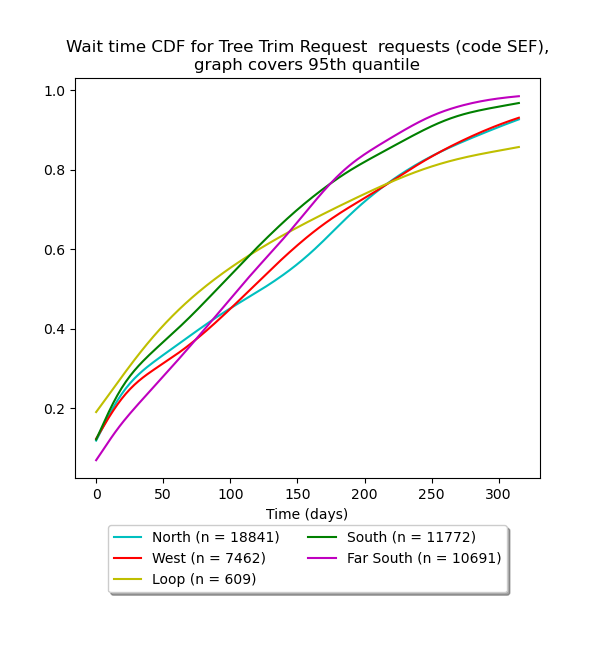 Wait time CDF for Tree Trim Request  requests (code SEF),
graph covers 95th quantile
1.0
0.8
0.6
0.4
0.2
0 50 100 150 200 250 300
Time (days)
North (n = 18841)
West (n = 7462)
Loop (n = 609)
South (n = 11772)
Far South (n = 10691)